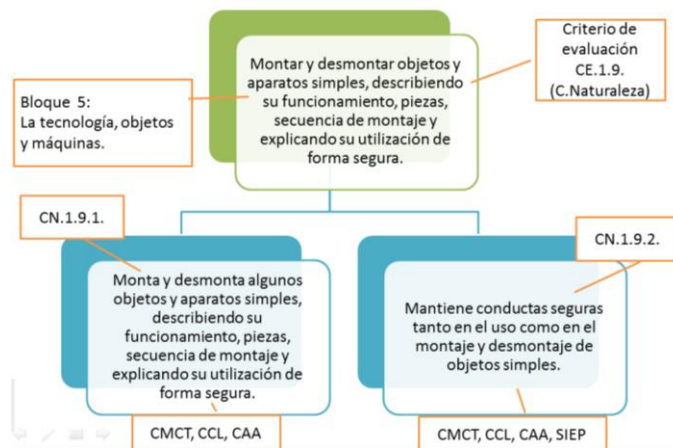 Montar y desmontar objetos y
aparatos simples, describiendo
su funcionamiento, piezas,
secuencia de montaje y
explicando su utilización de
forma segura.
Criterio de
evaluación
CE.1.9.
(C.Naturaleza)
Bloque 5:
La tecnología, objetos
y máquinas.
CN.1.9.1.
Monta y desmonta algunos
objetos y aparatos simples,
describiendo su
funcionamiento, piezas,
secuencia de montaje y
explicando su utilización de
forma segura.
CMCT, CCL, CAA
CN.1.9.2.
Mantiene conductas seguras
tanto en el uso como en el
montaje y desmontaje de
objetos simples.
CMCT, CCL, CAA, SIEP